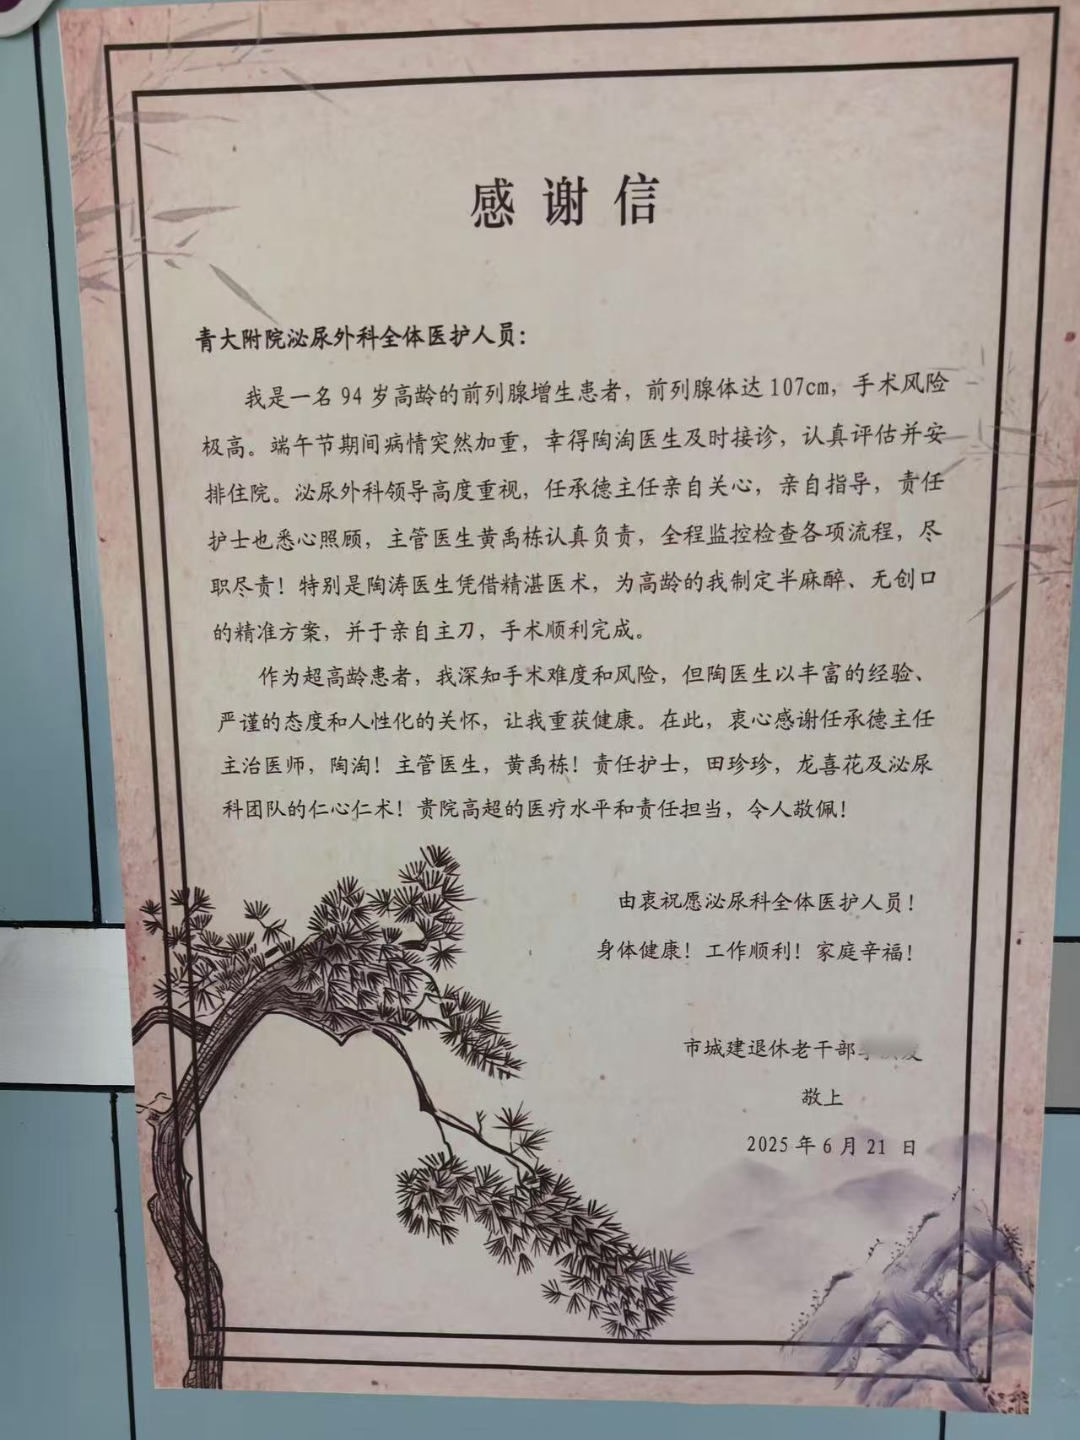 感谢信
青大附院泌尿外科全体医护人员：
我是一名94岁高龄的前列腺增生患者，前列腺体达107cm，手术风险
极高。端午节期间病情突然加重，幸得陶淘医生及时接诊，认真评估并安
排住院。泌尿外科领导高度重视，任承德主任亲自关心，亲自指导，责任
护士也悉心照顾，主管医生黄禹栋认真负责，全程监控检查各项流程，尽
职尽责！特别是陶涛医生凭借精湛医术，为高龄的我制定半麻醉、无创口
的精准方案，并于亲自主刀，手术顺利完成。
作为超高龄患者，我深知手术难度和风险，但陶医生以丰富的经验、
严谨的态度和人性化的关怀，让我重获健康。在此，衷心感谢任承德主任
主治医师，陶淘！主管医生，黄禹栋！责任护士，田珍珍，龙喜花及泌尿
科团队的仁心仁术！贵院高超的医疗水平和责任担当，令人敬佩！
由衷祝愿泌尿科全体医护人员！
身体健康！工作顺利！家庭辛福！
市城建退休老干部
敬上
2025年6月21日